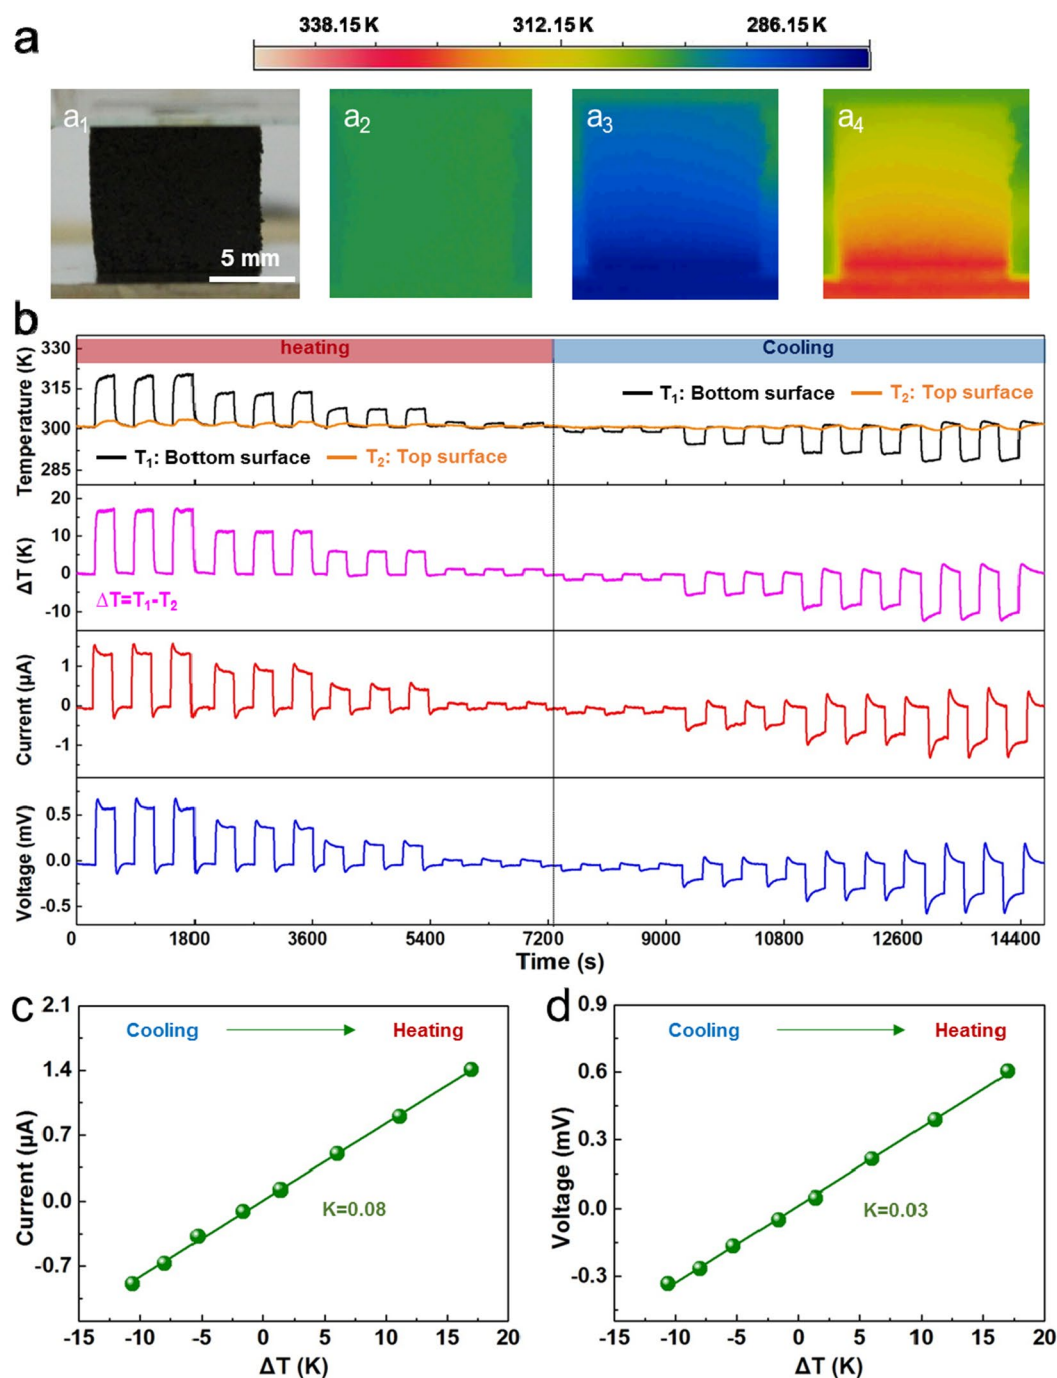 a
338.15 K 312.15 K 286.15 K
a1 a2 a3 a4
5 mm
b
heating Cooling
Temperature (K)
330
315
300
285
T1: Bottom surface T2: Top surface
T1: Bottom surface T2: Top surface
ΔT (K)
20
10
0
-10
ΔT=T1-T2
Current (µA)
1
0
-1
Voltage (mV)
0.5
0.0
-0.5
0 1800 3600 5400 7200 9000 10800 12600 14400
Time (s)
c
Current (µA)
2.1
1.4
0.7
0.0
-0.7
Cooling Heating
K=0.08
-15 -10 -5 0 5 10 15 20
ΔT (K)
d
Voltage (mV)
0.9
0.6
0.3
0.0
-0.3
Cooling Heating
K=0.03
-15 -10 -5 0 5 10 15 20
ΔT (K)